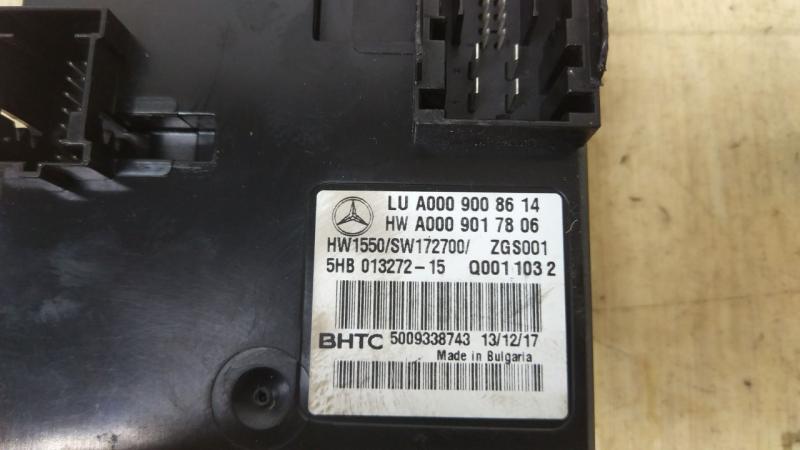 LU A000 900 86 14
HW A000 901 78 06
HW1550/SW172700/ ZGS001
5HB 013272-15 Q001 103 2
BHTC 5009338743 13/12/17
Made in Bulgaria